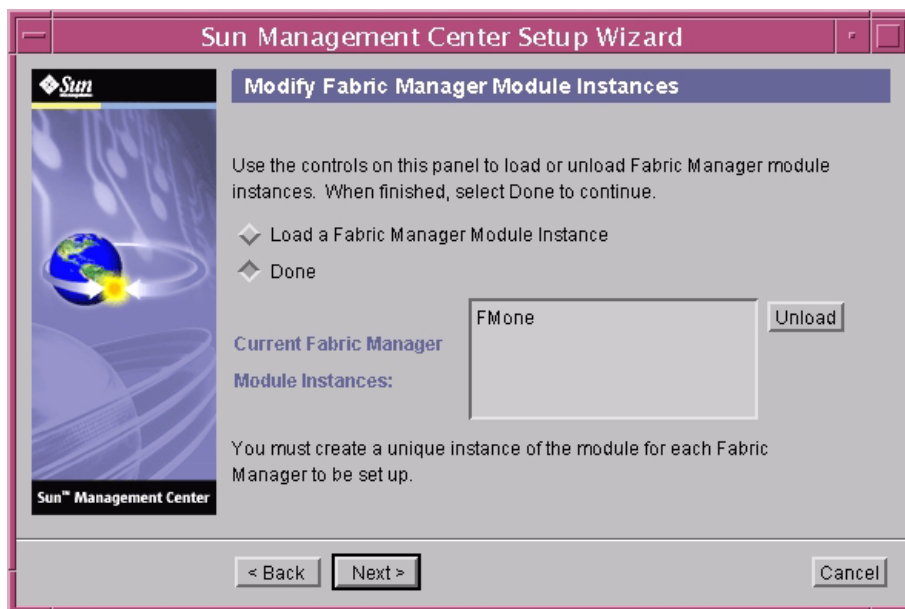 Sun Management Center Setup Wizard
Sun
Modify Fabric Manager Module Instances
Use the controls on this panel to load or unload Fabric Manager module
instances. When finished, select Done to continue.
Load a Fabric Manager Module Instance
Done
FMone
Unload
Current Fabric Manager
Module Instances:
You must create a unique instance of the module for each Fabric
Manager to be set up.
Sun™ Management Center
< Back
Next >
Cancel